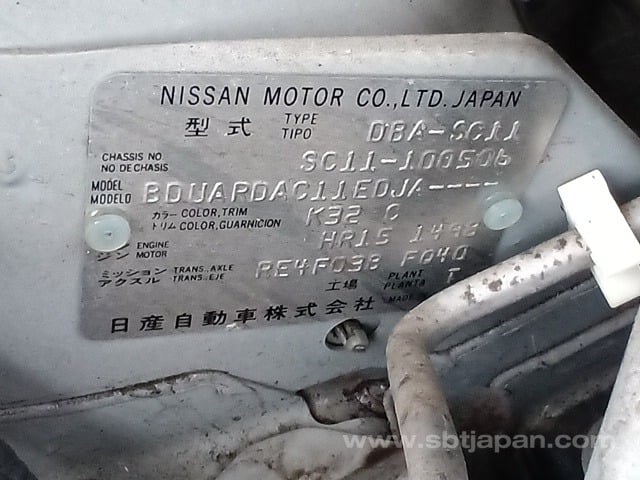 NISSAN MOTOR CO.,LTD. JAPAN
型式 TYPE TIPO DBA-SC11
CHASSIS NO. NO DE CHASIS SC11-100506
MODEL MODELO BDUARDAC11EDJA----
カラー トリム COLOR, TRIM COLOR, GUARNICION K32 C
エンジン ENGINE MOTOR HR15 1498
ミッション アクスル TRANS., AXLE TRANS., EJE RE4F03B F040
工場 PLANT PLANTA T
日産自動車株式会社 MADE
www.sbtjapan.com